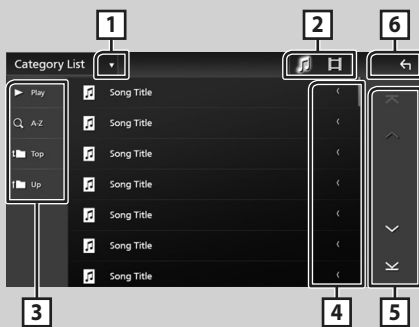 1
2
6
Category List
Play
Song Title
A-Z
Song Title
Top
Song Title
Up
Song Title
Song Title
Song Title
Song Title
3
4
5